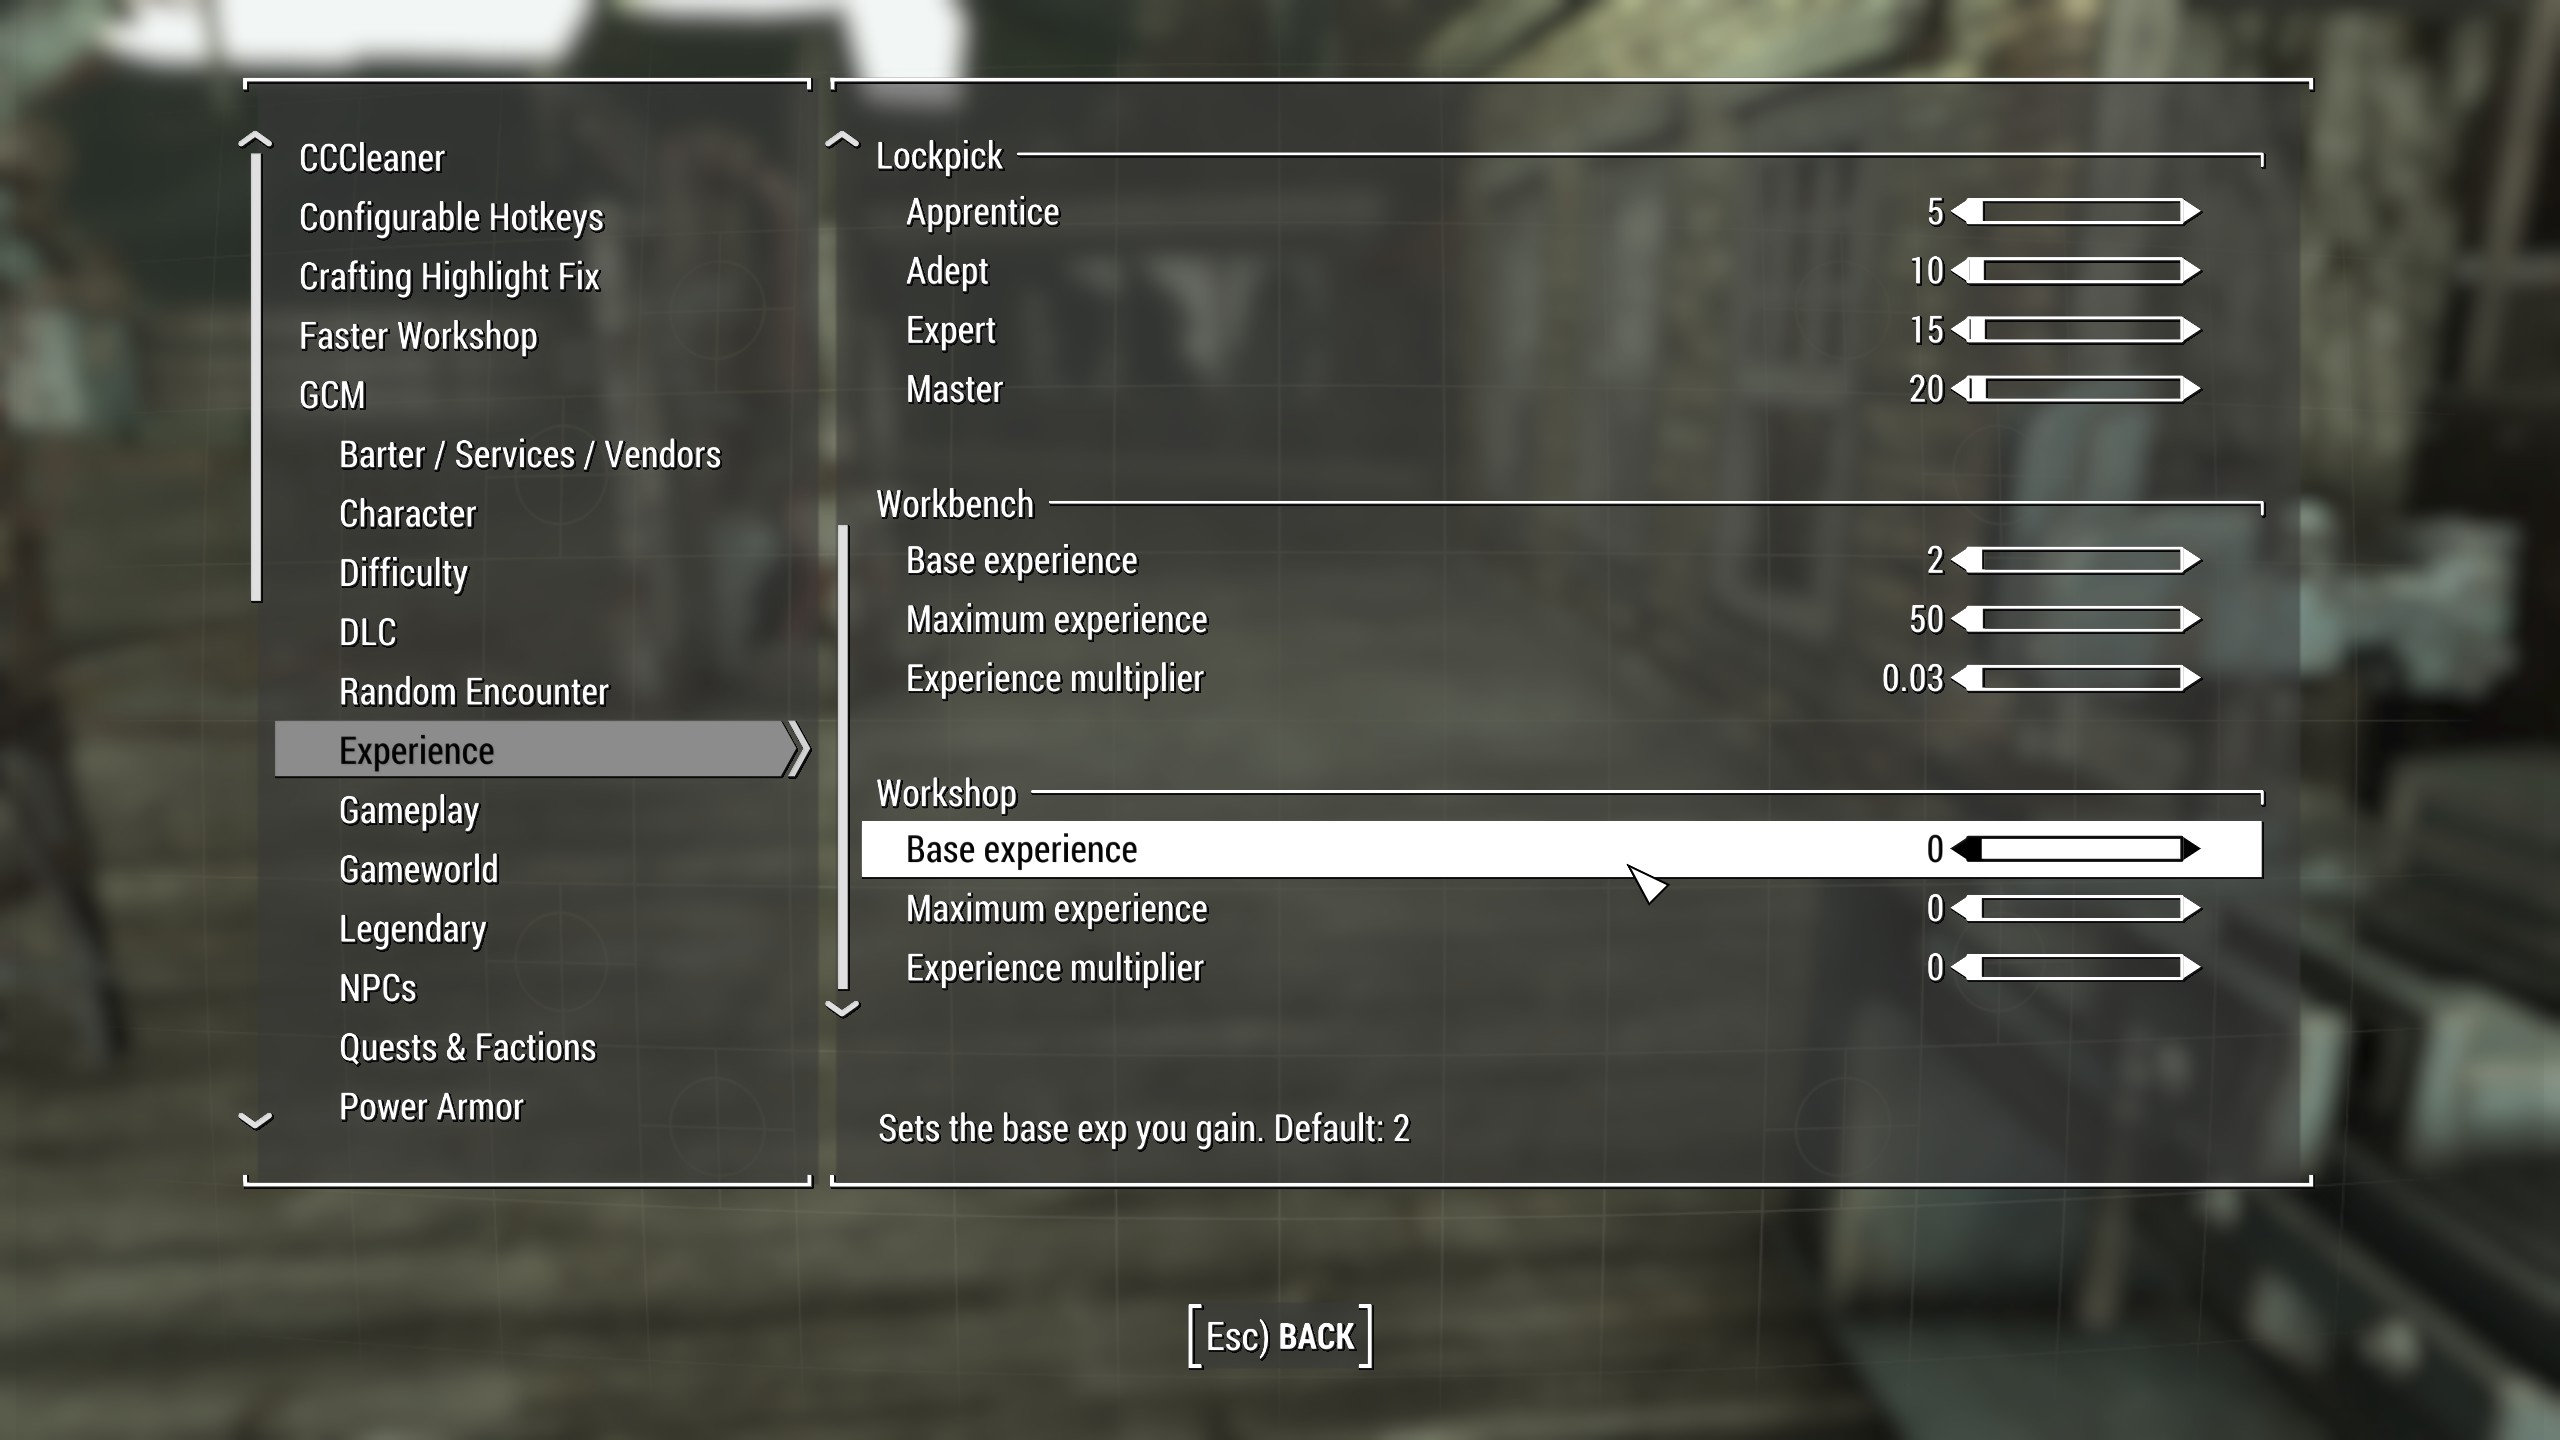 CCCleaner
Configurable Hotkeys
Crafting Highlight Fix
Faster Workshop
GCM
Barter / Services / Vendors
Character
Difficulty
DLC
Random Encounter
Experience
Gameplay
Gameworld
Legendary
NPCs
Quests & Factions
Power Armor
Lockpick
Apprentice 5
Adept 10
Expert 15
Master 20
Workbench
Base experience 2
Maximum experience 50
Experience multiplier 0.03
Workshop
Base experience 0
Maximum experience 0
Experience multiplier 0
Sets the base exp you gain. Default: 2
Esc) BACK